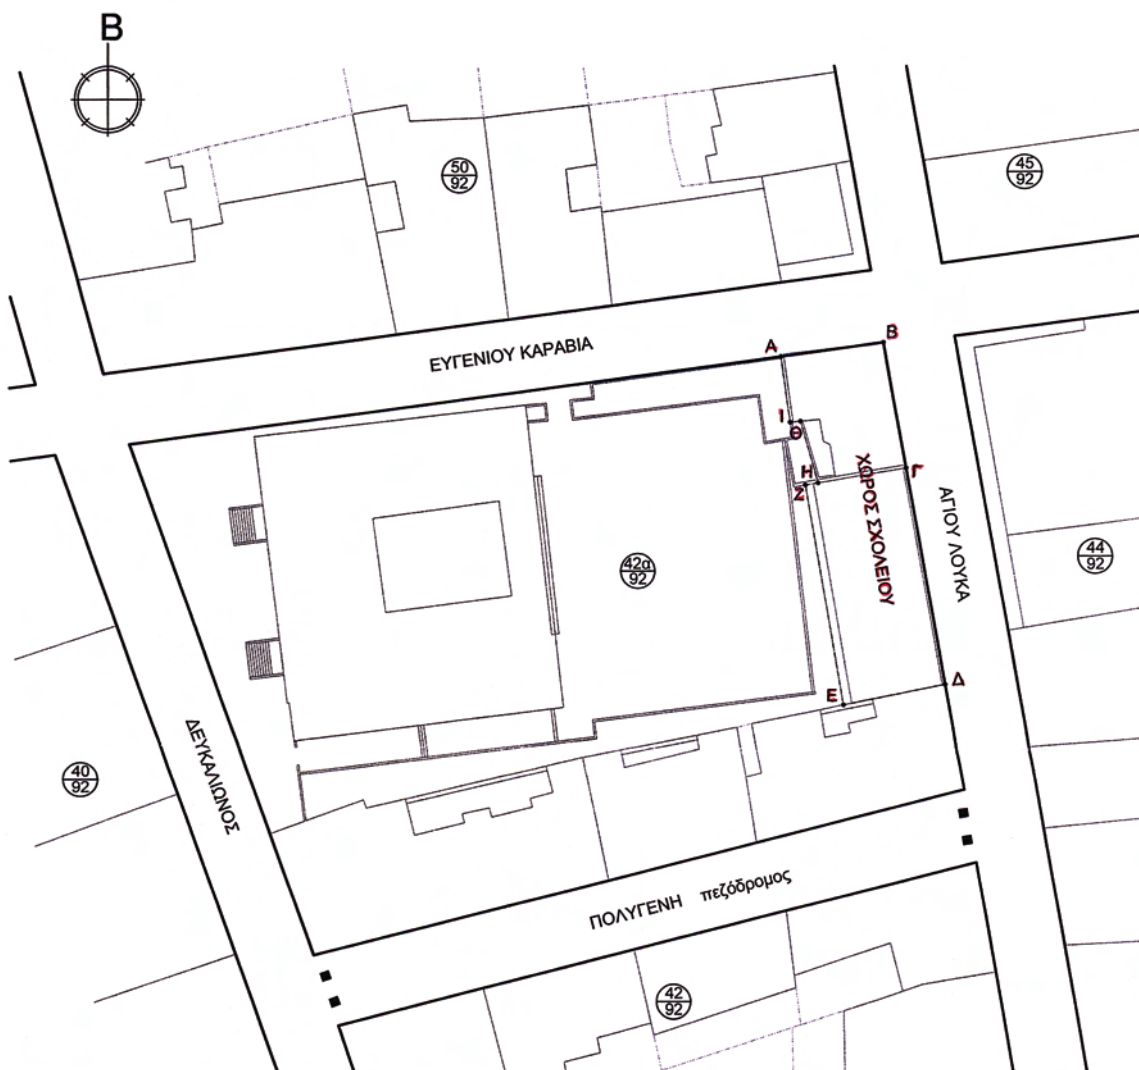 Β
50
92
45
92
ΕΥΓΕΝΙΟΥ ΚΑΡΑΒΙΑ
Α
Β
Ι
Θ
Η
Ζ
Γ
ΧΩΡΟΣ ΣΧΟΛΕΙΟΥ
ΑΓΙΟΥ ΛΟΥΚΑ
42α
92
44
92
Ε
Δ
ΔΕΥΚΑΛΙΩΝΟΣ
40
92
ΠΟΛΥΓΕΝΗ πεζόδρομος
42
92